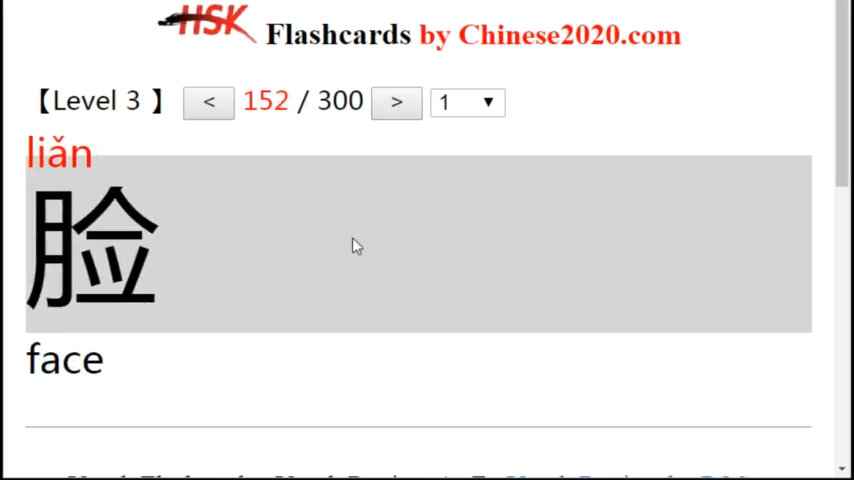 HSK Flashcards by Chinese2020.com
【Level 3 】 < 152 / 300 > 1 ▼
liǎn
脸
face